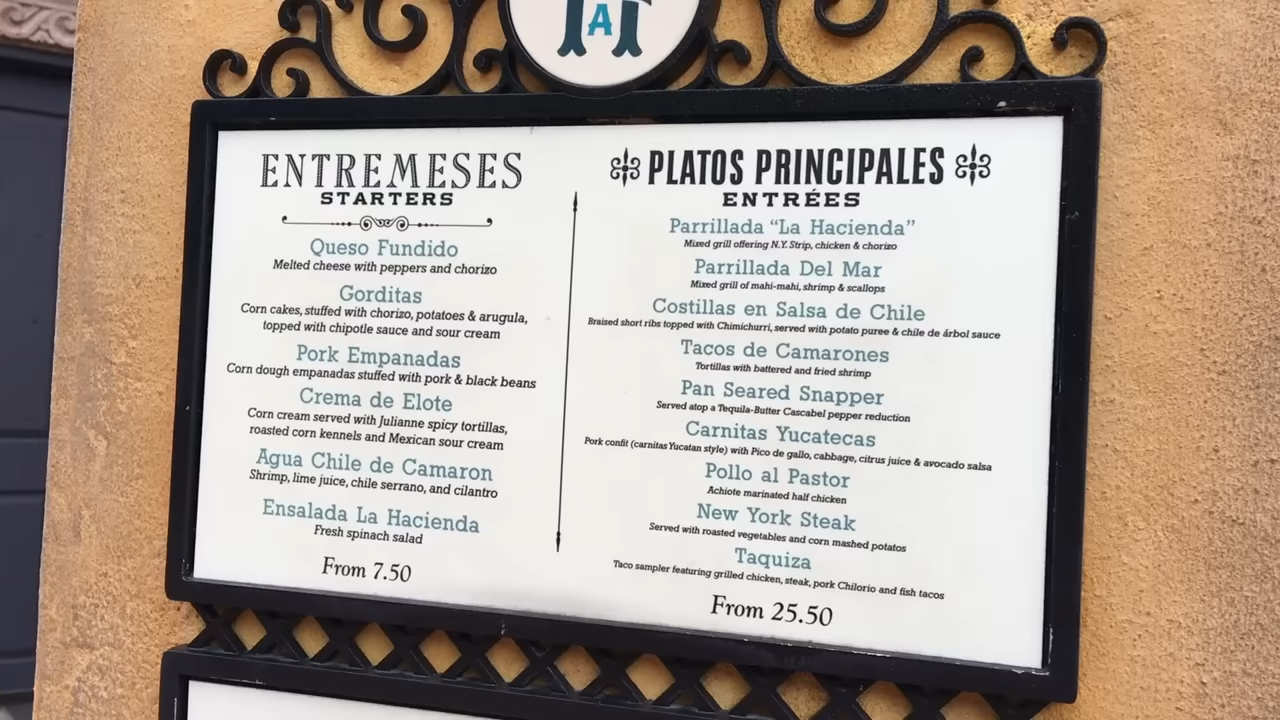 A
ENTREMESES
STARTERS
Queso Fundido
Melted cheese with peppers and chorizo
Gorditas
Corn cakes, stuffed with chorizo, potatoes & arugula,
topped with chipotle sauce and sour cream
Pork Empanadas
Corn dough empanadas stuffed with pork & black beans
Crema de Elote
Corn cream served with Julianne spicy tortillas,
roasted corn kennels and Mexican sour cream
Agua Chile de Camaron
Shrimp, lime juice, chile serrano, and cilantro
Ensalada La Hacienda
Fresh spinach salad
From 7.50
PLATOS PRINCIPALES
ENTRÉES
Parrillada “La Hacienda”
Mixed grill offering N.Y. Strip, chicken & chorizo
Parrillada Del Mar
Mixed grill of mahi-mahi, shrimp & scallops
Costillas en Salsa de Chile
Braised short ribs topped with Chimichurri, served with potato puree & chile de árbol sauce
Tacos de Camarones
Tortillas with battered and fried shrimp
Pan Seared Snapper
Served atop a Tequila-Butter Cascabel pepper reduction
Carnitas Yucatecas
Pork confit (carnitas Yucatan style) with Pico de gallo, cabbage, citrus juice & avocado salsa
Pollo al Pastor
Achiote marinated half chicken
New York Steak
Served with roasted vegetables and corn mashed potatos
Taquiza
Taco sampler featuring grilled chicken, steak, pork Chilorio and fish tacos
From 25.50